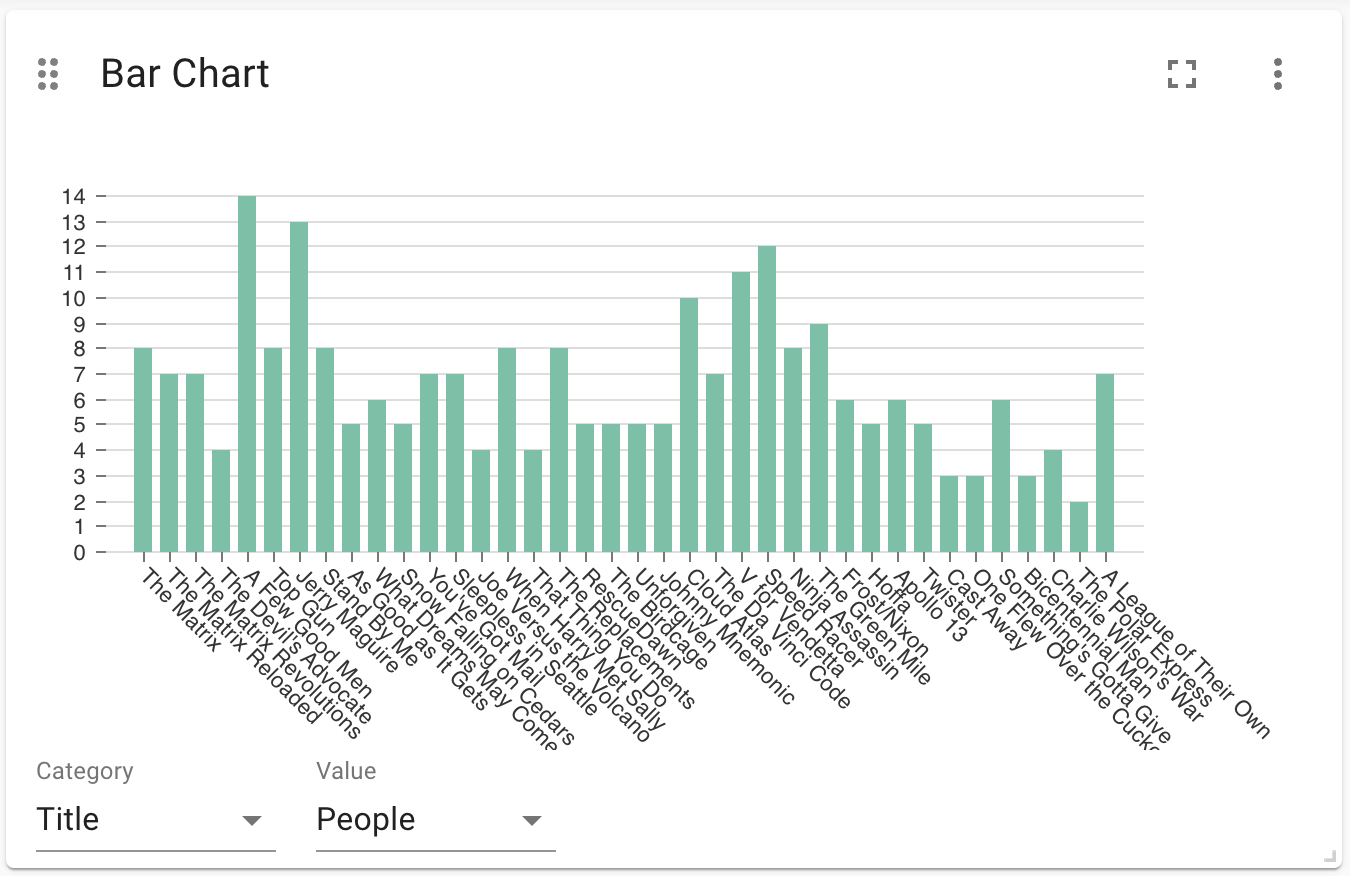 Bar Chart
14
13
12
11
10
9
8
7
6
5
4
3
2
1
0
The Matrix
The Matrix Reloaded
The Matrix Revolutions
The Devil's Advocate
A Few Good Men
Top Gun
Jerry Maguire
Stand By Me
As Good as It Gets
What Dreams May Come
Snow Falling on Cedars
You've Got Mail
Sleepless in Seattle
Joe Versus the Volcano
When Harry Met Sally
That Thing You Do
The Replacements
RescueDawn
The Birdcage
Unforgiven
Johnny Mnemonic
Cloud Atlas
The Da Vinci Code
V for Vendetta
Speed Racer
Ninja Assassin
The Green Mile
Frost/Nixon
Hoffa
Apollo 13
Twister
Cast Away
One Flew Over the
Something's Gotta Give
Bicentennial Man
Charlie Wilson's War
The Polar Express
A League of Their Own
Category Value
Title People